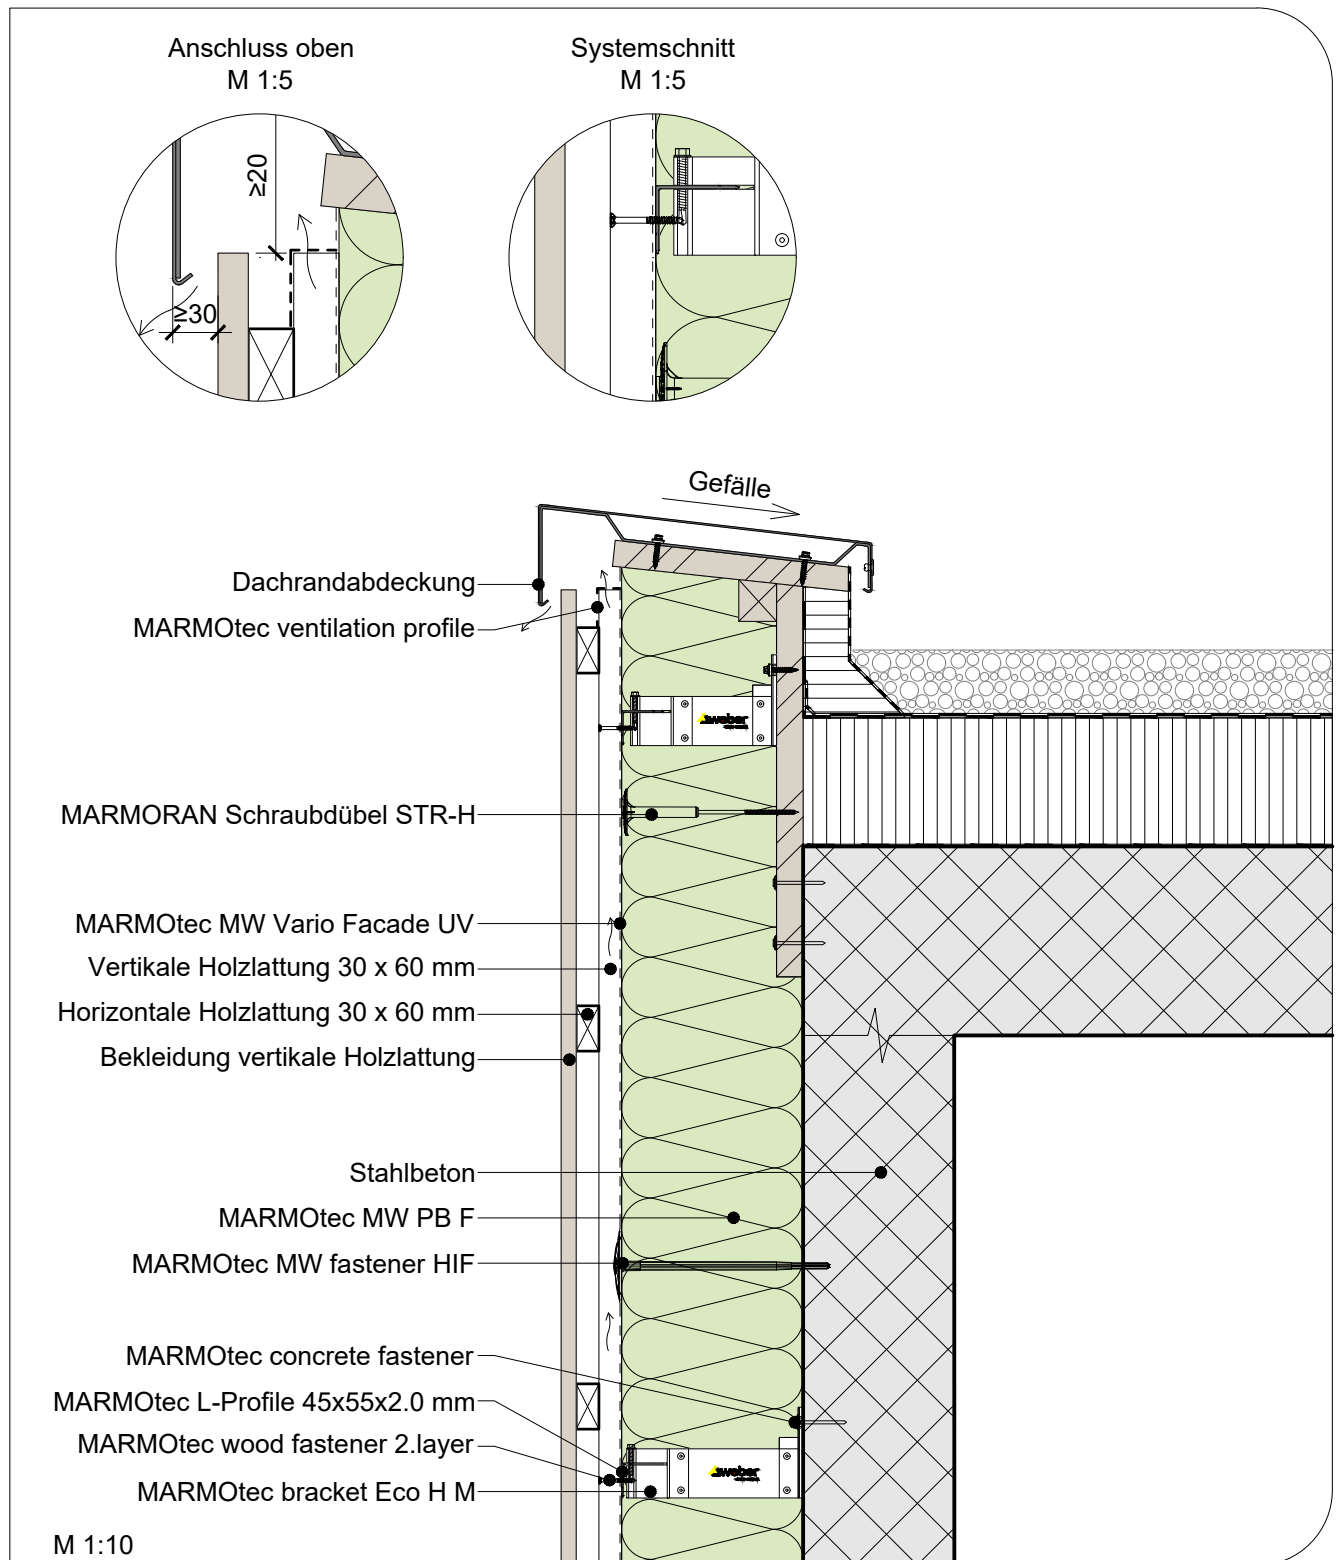 Anschluss oben
M 1:5
Systemschnitt
M 1:5
≥20
≥30
Gefälle
Dachrandabdeckung
MARMOtec ventilation profile
weber
MARMORAN Schraubdübel STR-H
MARMOtec MW Vario Facade UV
Vertikale Holzlattung 30 x 60 mm
Horizontale Holzlattung 30 x 60 mm
Bekleidung vertikale Holzlattung
Stahlbeton
MARMOtec MW PB F
MARMOtec MW fastener HIF
MARMOtec concrete fastener
MARMOtec L-Profile 45x55x2.0 mm
MARMOtec wood fastener 2.layer
weber
MARMOtec bracket Eco H M
M 1:10